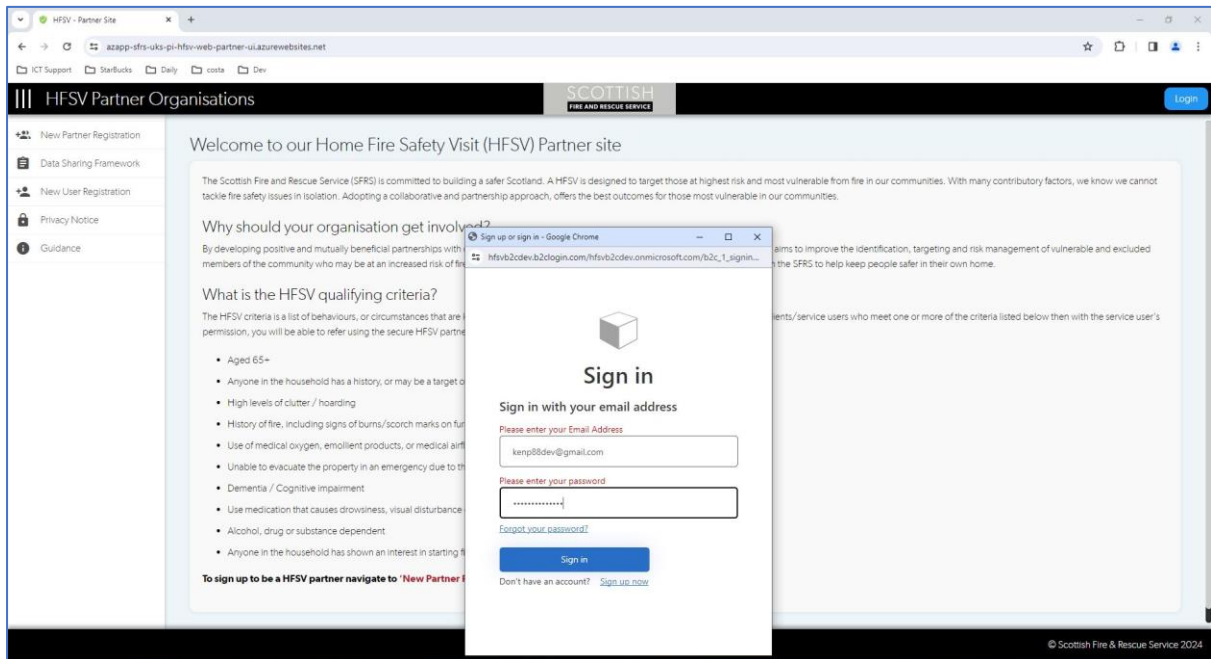 HFSV - Partner Site
azapp-sfrs-uks-pi-hfsv-web-partner-ui.azurewebsites.net
ICT Support StarBucks Daily costa Dev
HFSV Partner Organisations
SCOTTISH
FIRE AND RESCUE SERVICE
Login
New Partner Registration
Data Sharing Framework
New User Registration
Privacy Notice
Guidance
Welcome to our Home Fire Safety Visit (HFSV) Partner site
The Scottish Fire and Rescue Service (SFRS) is committed to building a safer Scotland. A HFSV is designed to target those at highest risk and most vulnerable from fire in our communities. With many contributory factors, we know we cannot
tackle fire safety issues in isolation. Adopting a collaborative and partnership approach, offers the best outcomes for those most vulnerable in our communities.
Why should your organisation get involved?
By developing positive and mutually beneficial partnerships with aims to improve the identification, targeting and risk management of vulnerable and excluded
members of the community who may be at an increased risk of the SFRS to help keep people safer in their own home.
What is the HFSV qualifying criteria?
The HFSV criteria is a list of behaviours, or circumstances that are who meet one or more of the criteria listed below then with the service user's
permission, you will be able to refer using the secure HFSV
• Aged 65+
• Anyone in the household has a history, or may be a target
• High levels of clutter / hoarding
• History of fire, including signs of burns/scorch marks on
• Use of medical oxygen, emollient products, or medical
• Unable to evacuate the property in an emergency due to
• Dementia / Cognitive impairment
• Use medication that causes drowsiness, visual disturbance
• Alcohol, drug or substance dependent
• Anyone in the household has shown an interest in starting
To sign up to be a HFSV partner navigate to 'New Partner
Sign up or sign in - Google Chrome
hfsvb2cdev.b2clogin.com/hfsvb2cdev.onmicrosoft.com/b2c_1_signin...
Sign in
Sign in with your email address
Please enter your Email Address
kenp88dev@gmail.com
Please enter your password
Forgot your password?
Sign in
Don't have an account? Sign up now
© Scottish Fire & Rescue Service 2024